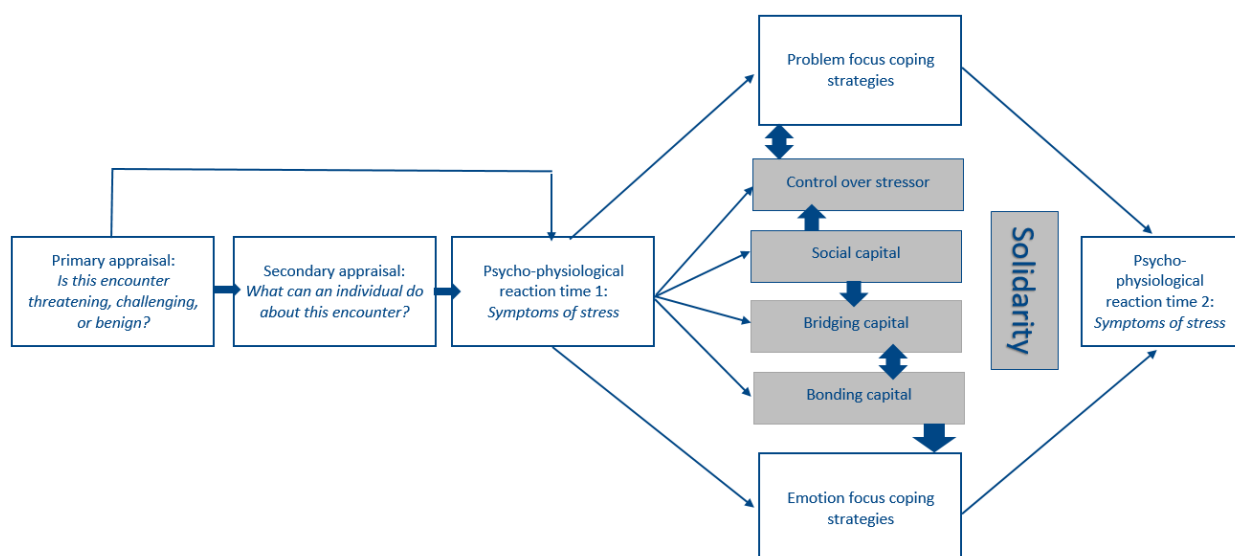 Problem focus coping
strategies
Control over stressor
Primary appraisal:
Is this encounter
threatening, challenging,
or benign?
Secondary appraisal:
What can an individual do
about this encounter?
Psycho-physiological
reaction time 1:
Symptoms of stress
Social capital
Bridging capital
Bonding capital
Solidarity
Psycho-
physiological
reaction time 2:
Symptoms of stress
Emotion focus coping
strategies